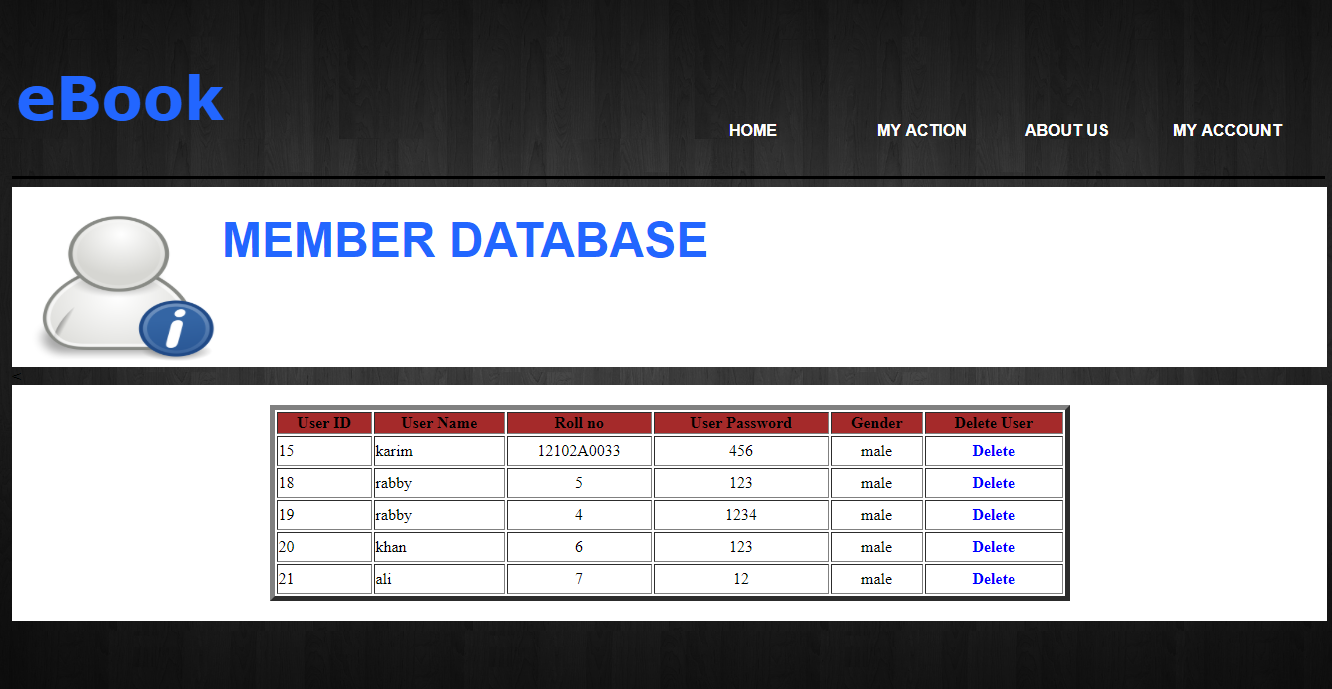 eBook
HOME MY ACTION ABOUT US MY ACCOUNT
MEMBER DATABASE
i
<
User ID User Name Roll no User Password Gender Delete User
15 karim 12102A0033 456 male Delete
18 rabby 5 123 male Delete
19 rabby 4 1234 male Delete
20 khan 6 123 male Delete
21 ali 7 12 male Delete